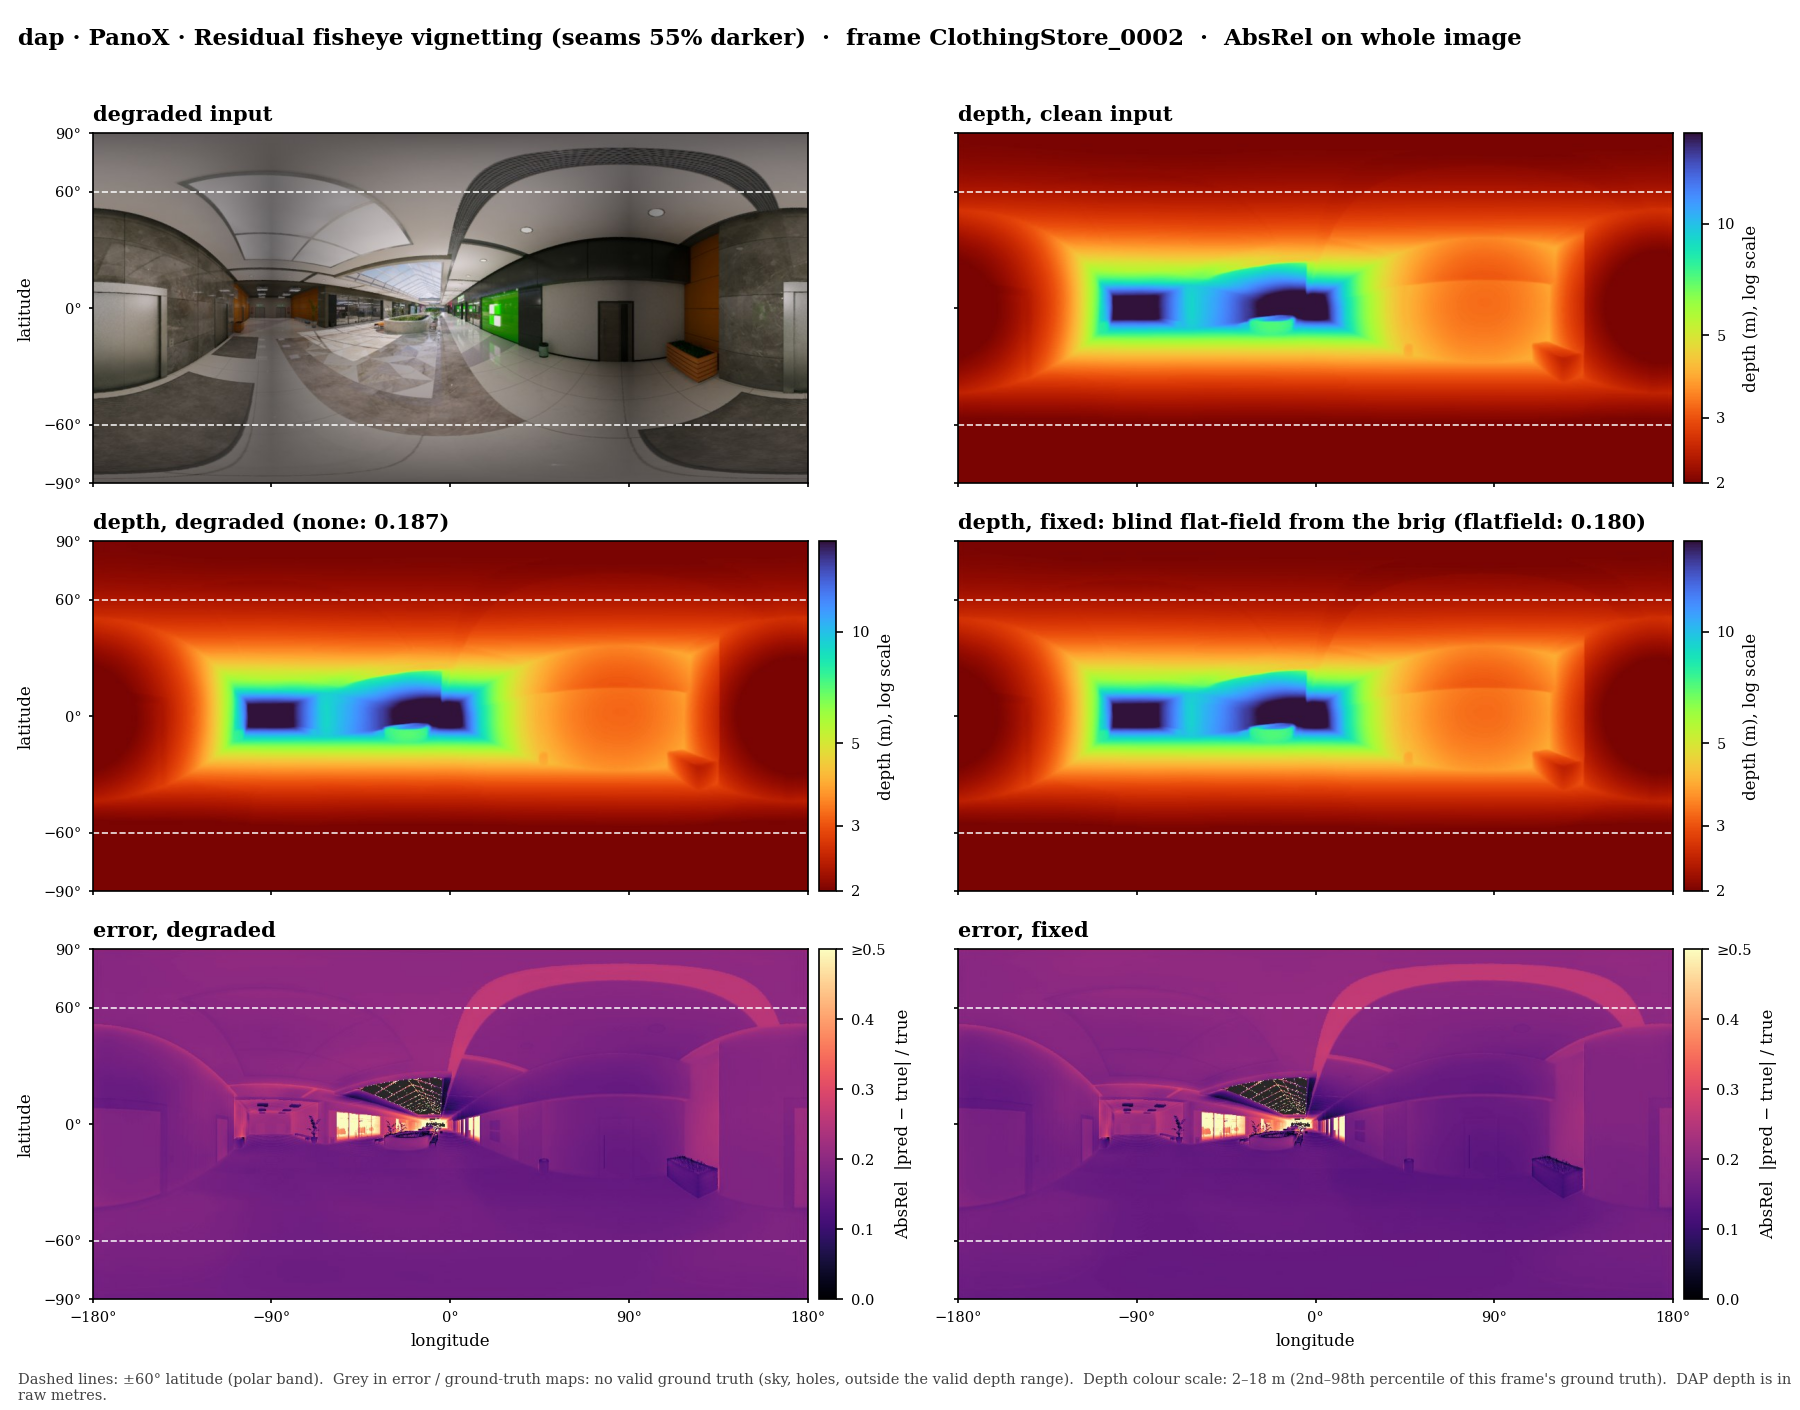 dap · PanoX · Residual fisheye vignetting (seams 55% darker)  ·  frame ClothingStore_0002  ·  AbsRel on whole image
degraded input
depth, clean input
90°
60°
0°
−60°
−90°
latitude
10
5
3
2
depth (m), log scale
depth, degraded (none: 0.187)
depth, fixed: blind flat-field from the brig (flatfield: 0.180)
90°
60°
0°
−60°
−90°
latitude
10
5
3
2
depth (m), log scale
10
5
3
2
depth (m), log scale
error, degraded
error, fixed
90°
60°
0°
−60°
−90°
latitude
≥0.5
0.4
0.3
0.2
0.1
0.0
AbsRel |pred − true| / true
≥0.5
0.4
0.3
0.2
0.1
0.0
AbsRel |pred − true| / true
−180°
−90°
0°
90°
180°
longitude
−180°
−90°
0°
90°
180°
longitude
Dashed lines: ±60° latitude (polar band).  Grey in error / ground-truth maps: no valid ground truth (sky, holes, outside the valid depth range).  Depth colour scale: 2–18 m (2nd–98th percentile of this frame's ground truth).  DAP depth is in
raw metres.